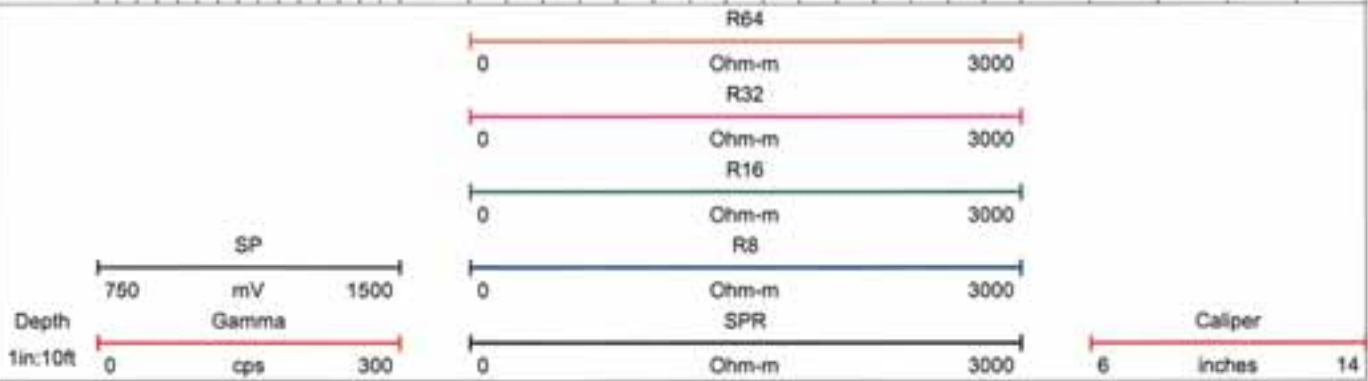 R64
0 Ohm-m 3000
R32
0 Ohm-m 3000
R16
0 Ohm-m 3000
SP R8
750 mV 1500 0 Ohm-m 3000
Depth Gamma SPR Caliper
1in:10ft 0 cps 300 0 Ohm-m 3000 6 inches 14